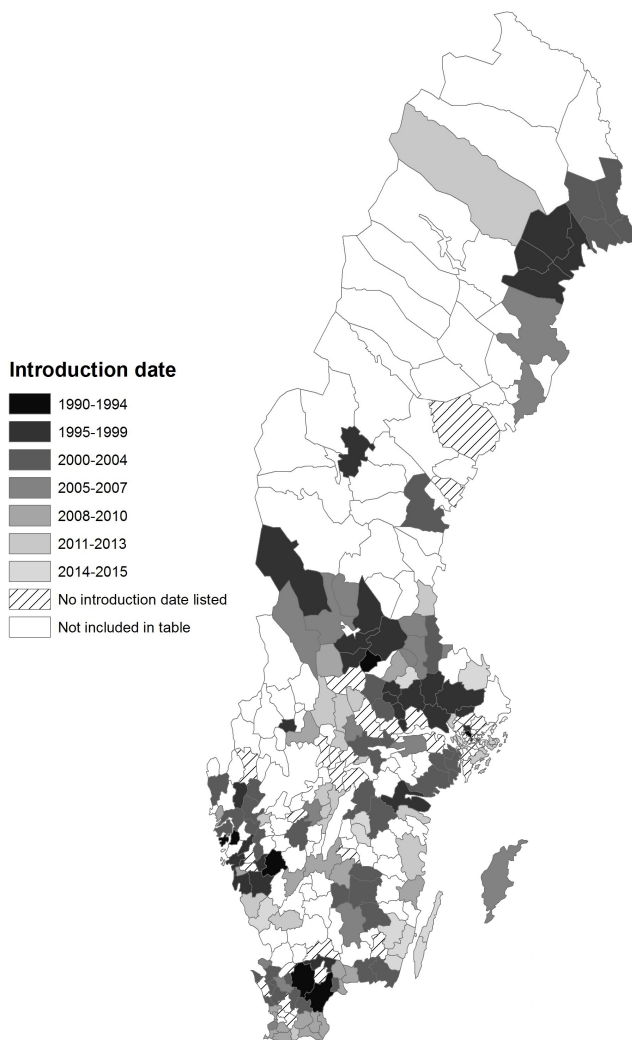 Introduction date
1990-1994
1995-1999
2000-2004
2005-2007
2008-2010
2011-2013
2014-2015
No introduction date listed
Not included in table